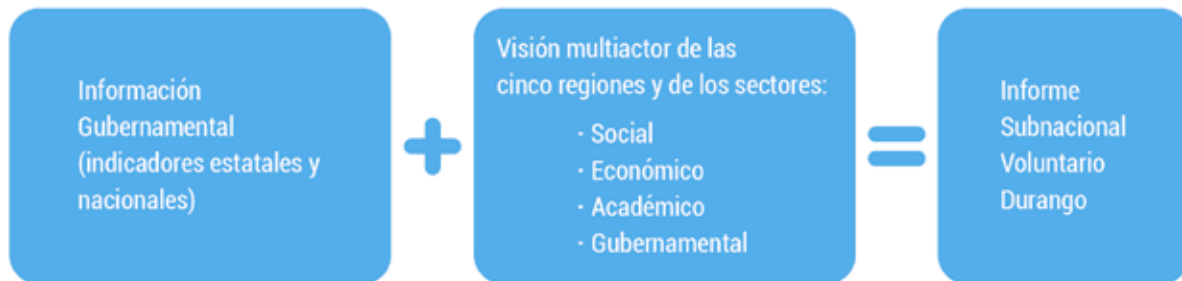 Información
Gubernamental
(indicadores estatales y
nacionales)
+
Visión multiactor de las
cinco regiones y de los sectores:
· Social
· Económico
· Académico
· Gubernamental
=
Informe
Subnacional
Voluntario
Durango